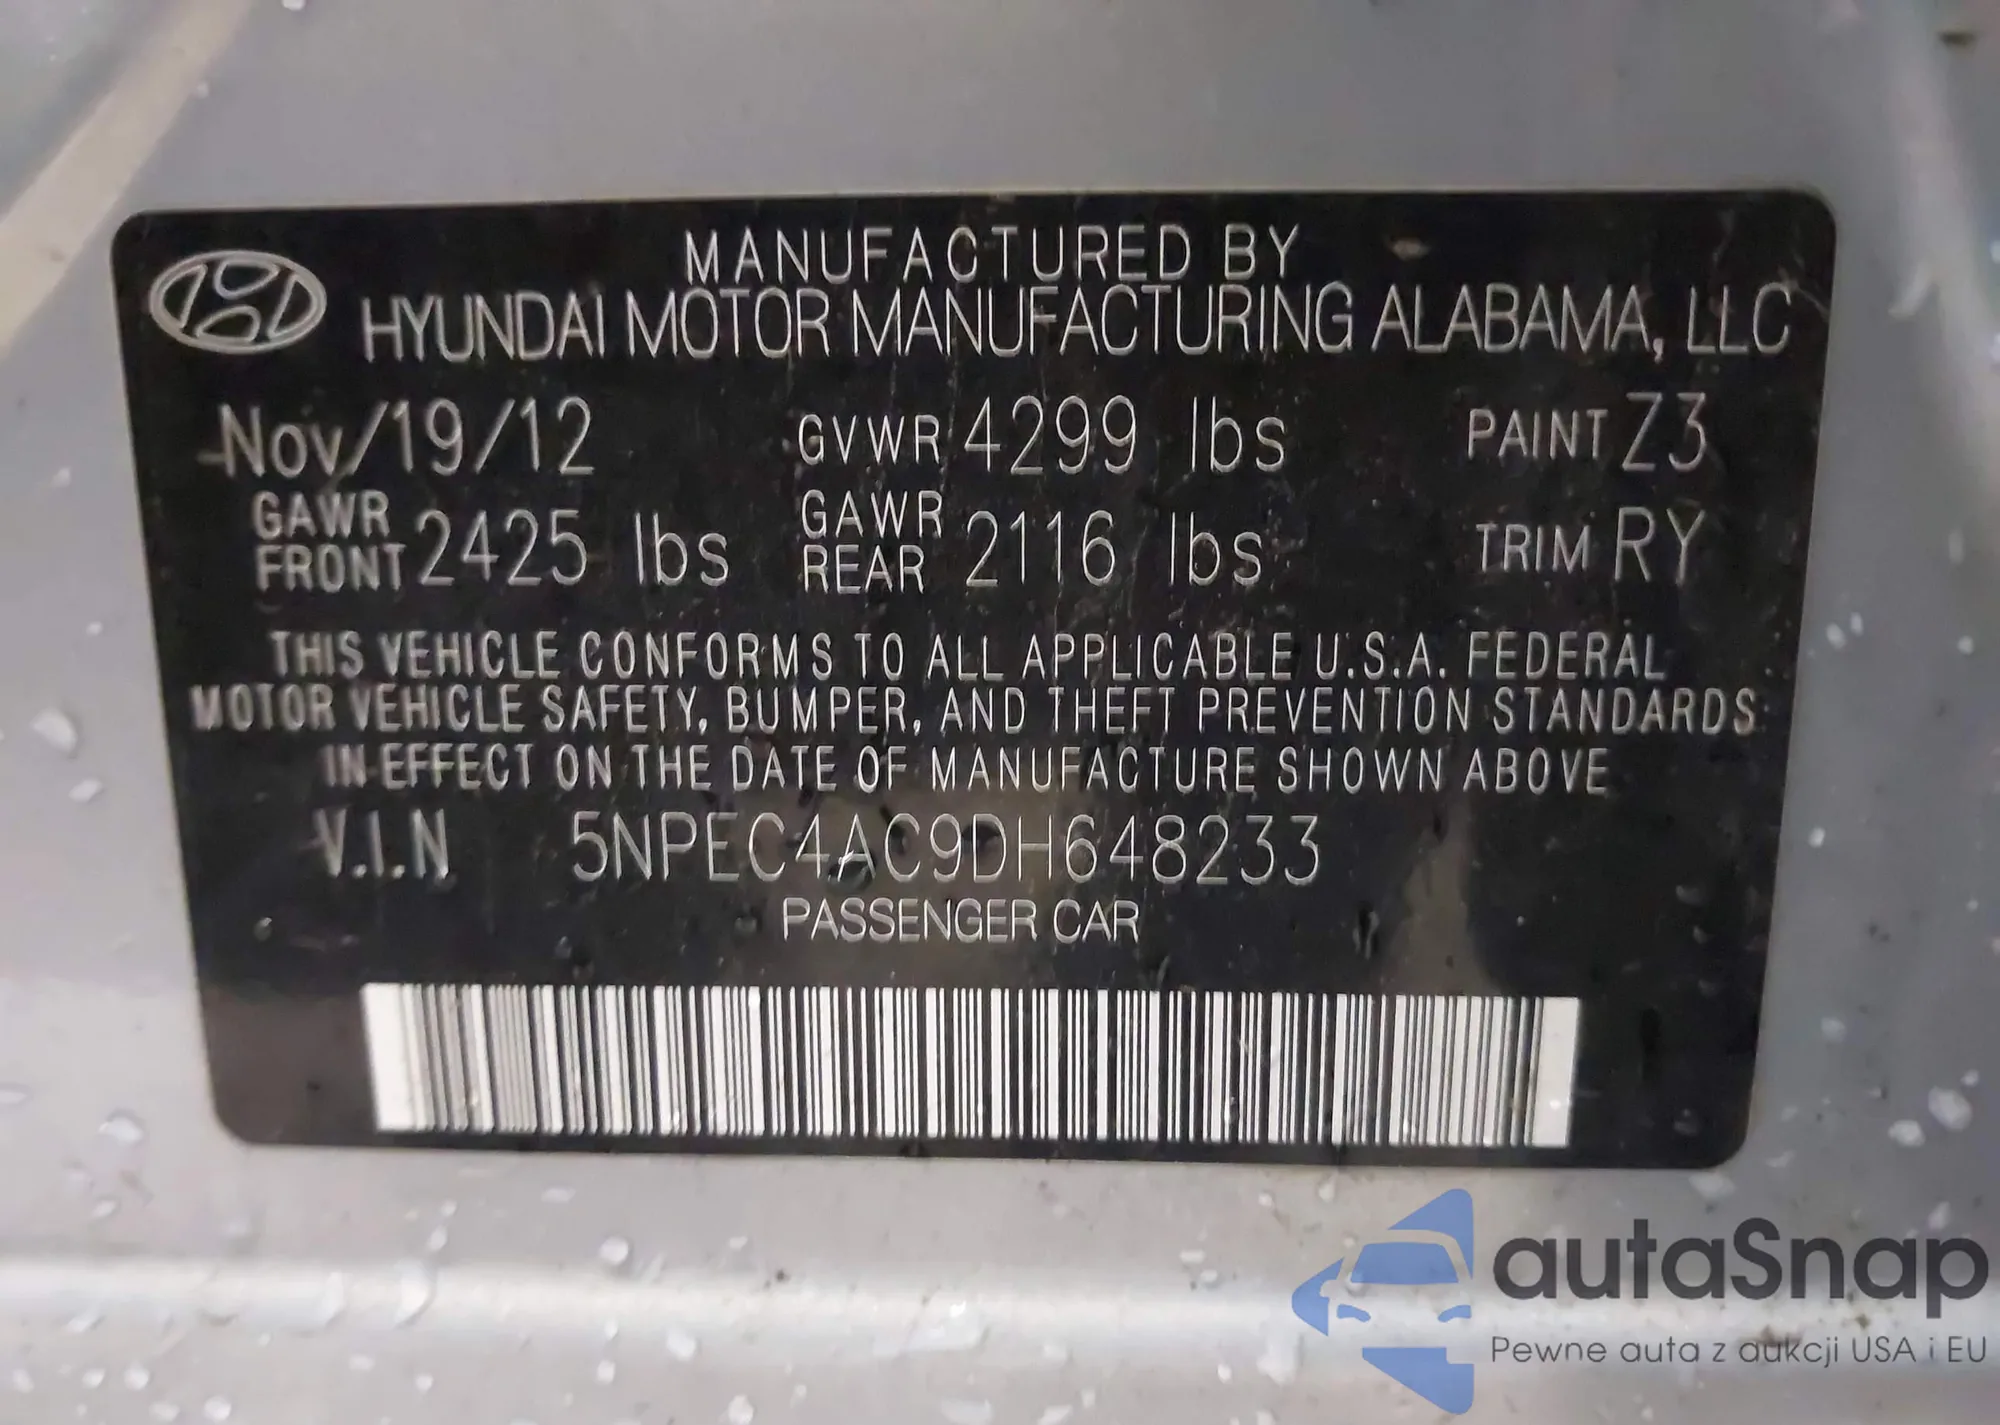 MANUFACTURED BY
HYUNDAI MOTOR MANUFACTURING ALABAMA, LLC
Nov/19/12 GVWR 4299 lbs PAINT Z3
GAWR FRONT 2425 lbs GAWR REAR 2116 lbs TRIM RY
THIS VEHICLE CONFORMS TO ALL APPLICABLE U.S.A. FEDERAL
MOTOR VEHICLE SAFETY, BUMPER, AND THEFT PREVENTION STANDARDS
IN EFFECT ON THE DATE OF MANUFACTURE SHOWN ABOVE
V.I.N 5NPEC4AC9DH648233
PASSENGER CAR
autaSnap
Pewne auta z aukcji USA i EU